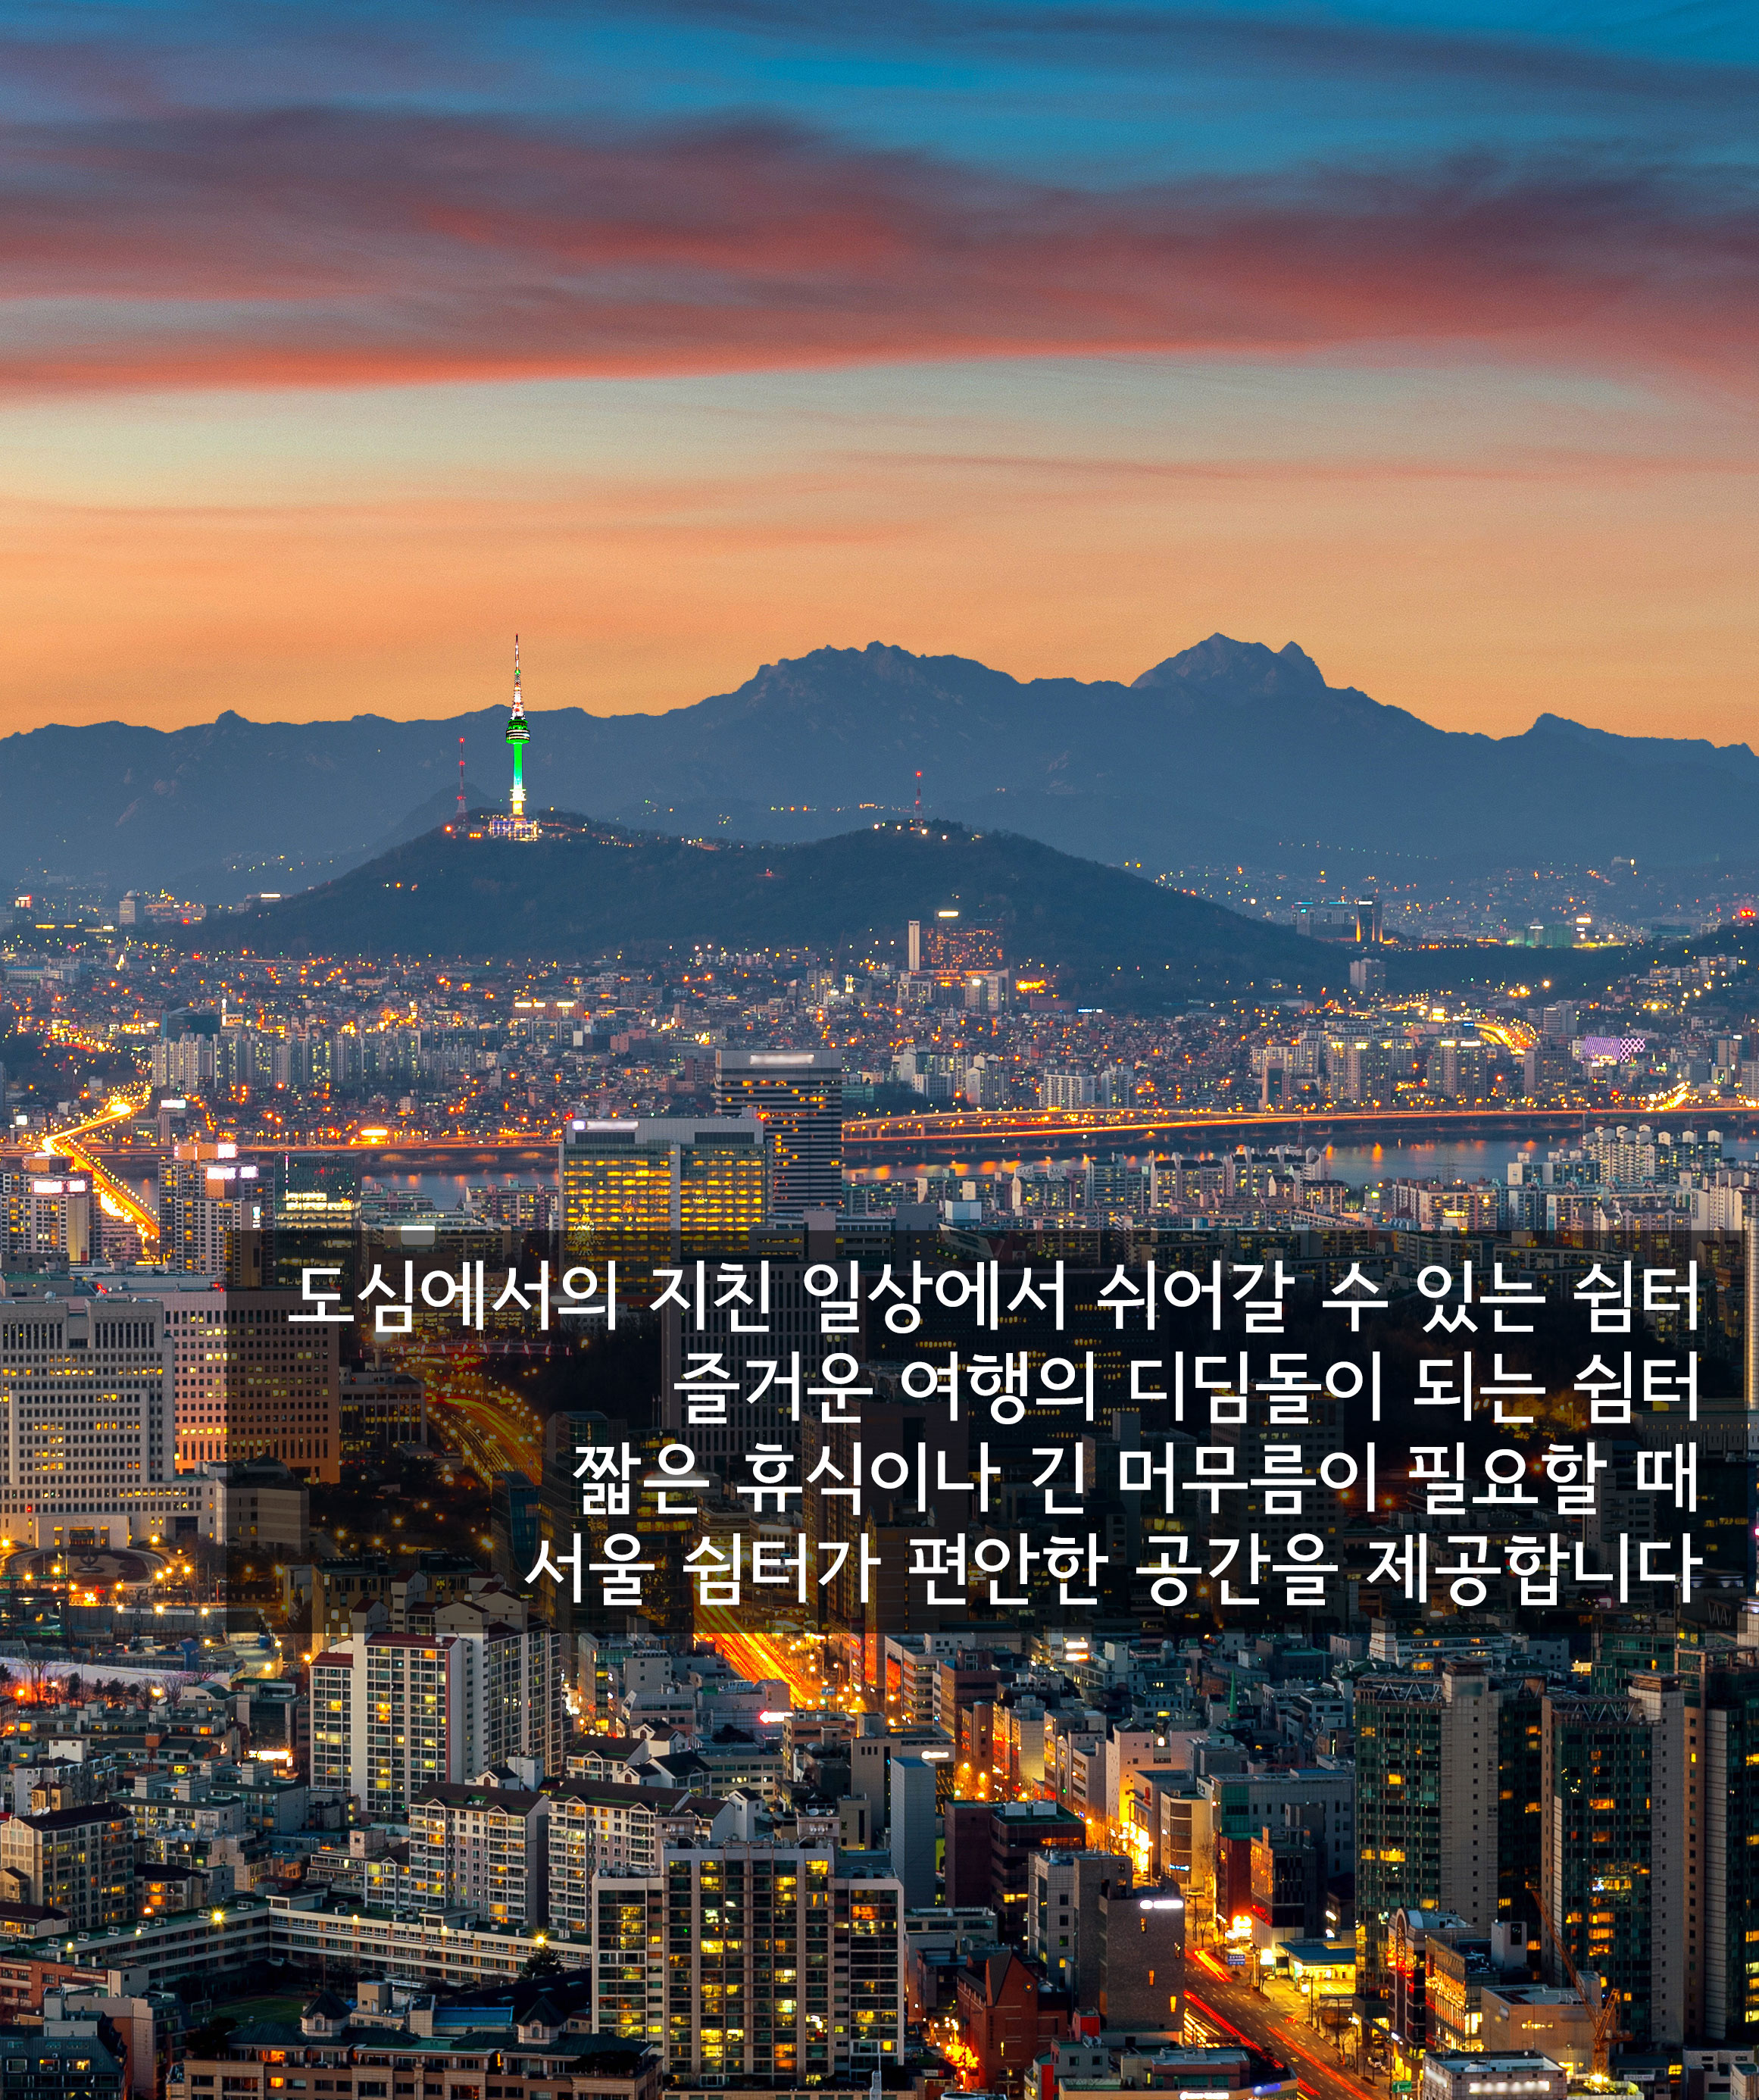 도심에서의 지친 일상에서 쉬어갈 수 있는 쉼터
즐거운 여행의 디딤돌이 되는 쉼터
짧은 휴식이나 긴 머무름이 필요할 때
서울 쉼터가 편안한 공간을 제공합니다